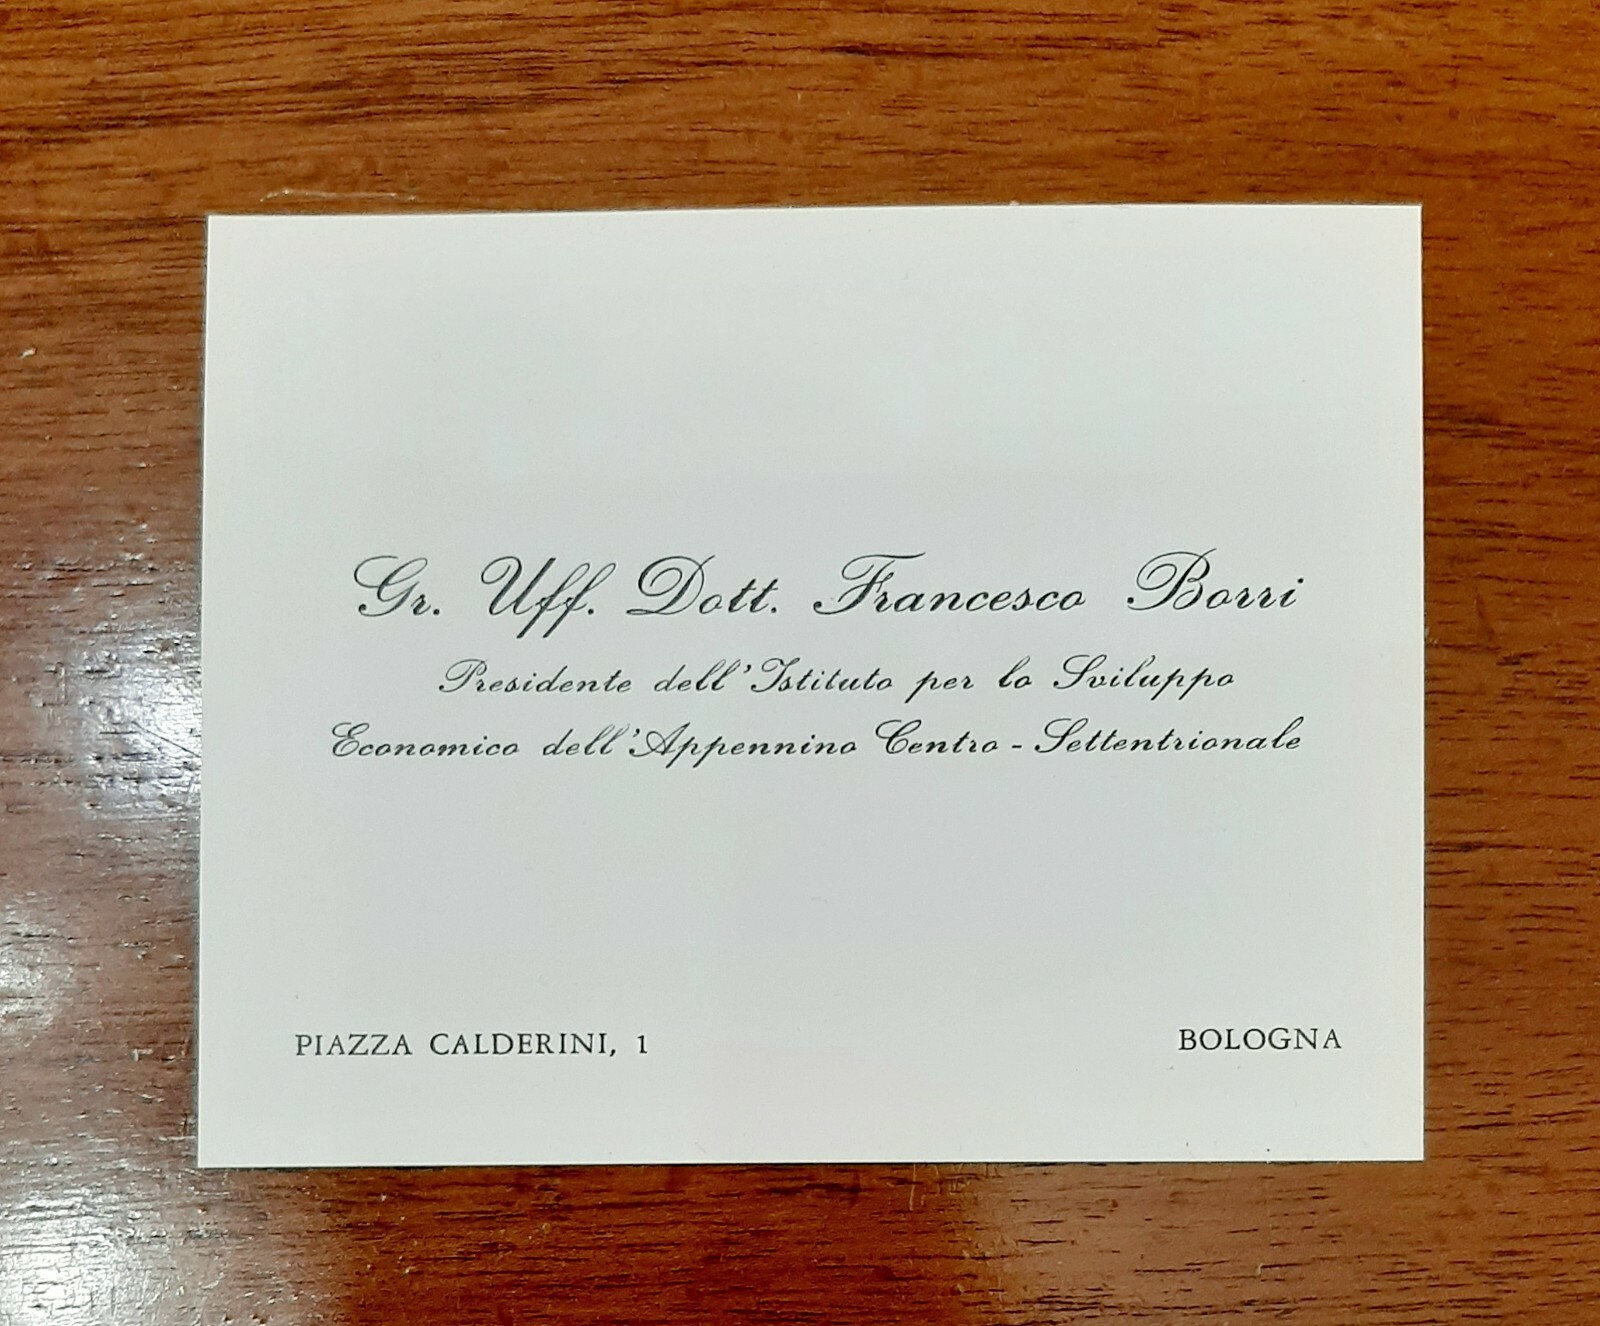 Gr. Uff. Dott. Francesco Borri
Presidente dell'Istituto per lo Sviluppo
Economico dell'Appennino Centro - Settentrionale
PIAZZA CALDERINI, 1
BOLOGNA